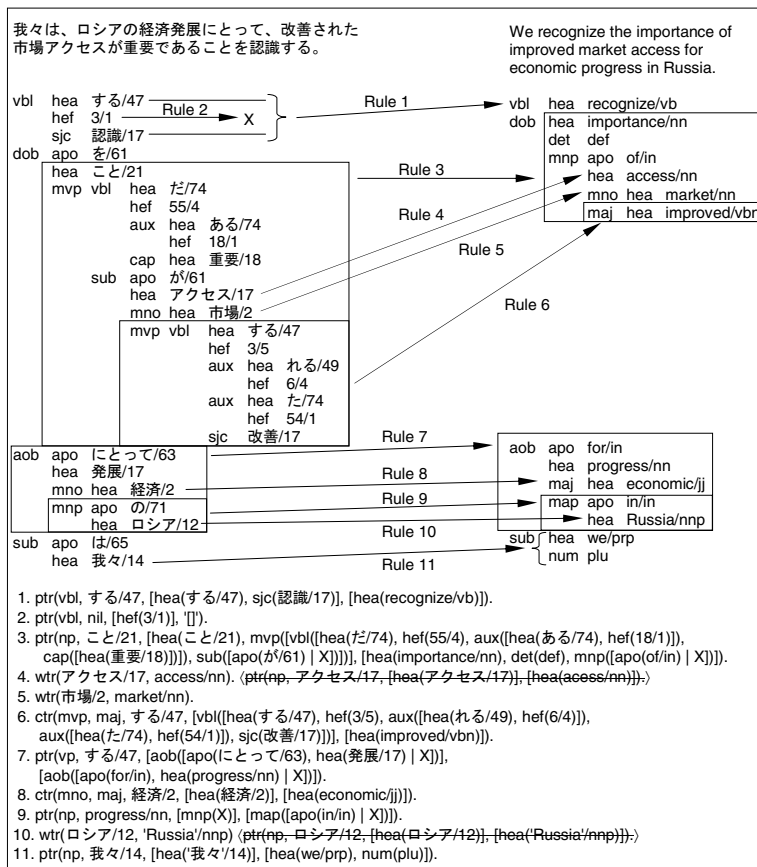 我々は、ロシアの経済発展にとって、改善された
市場アクセスが重要であることを認識する。
We recognize the importance of
improved market access for
economic progress in Russia.
vbl hea する/47
hef 3/1 Rule 2 X
sjc 認識/17
dob apo を/61
hea こと/21
mvp vbl hea だ/74
hef 55/4
aux hea ある/74
hef 18/1
cap hea 重要/18
sub apo が/61
hea アクセス/17
mno hea 市場/2
mvp vbl hea する/47
hef 3/5
aux hea れる/49
hef 6/4
aux hea た/74
hef 54/1
sjc 改善/17
aob apo にとって/63
hea 発展/17
mno hea 経済/2
mnp apo の/71
hea ロシア/12
sub apo は/65
hea 我々/14
Rule 1
Rule 3
Rule 4
Rule 5
Rule 6
Rule 7
Rule 8
Rule 9
Rule 10
Rule 11
vbl hea recognize/vb
dob hea importance/nn
det def
mnp apo of/in
hea access/nn
mno hea market/nn
maj hea improved/vbn
aob apo for/in
hea progress/nn
maj hea economic/jj
map apo in/in
hea Russia/nnp
sub hea we/prp
num plu
1. ptr(vbl, する/47, [hea(する/47), sjc(認識/17)], [hea(recognize/vb)]).
2. ptr(vbl, nil, [hef(3/1)], '[]').
3. ptr(np, こと/21, [hea(こと/21), mvp([vbl([hea(だ/74), hef(55/4), aux([hea(ある/74), hef(18/1)]),
cap([hea(重要/18)])]), sub([apo(が/61) | X])])], [hea(importance/nn), det(def), mnp([apo(of/in) | X])]).
4. wtr(アクセス/17, access/nn). 〈ptr(np, アクセス/17, [hea(アクセス/17)], [hea(acess/nn)]).〉
5. wtr(市場/2, market/nn).
6. ctr(mvp, maj, する/47, [vbl([hea(する/47), hef(3/5), aux([hea(れる/49), hef(6/4)]),
aux([hea(た/74), hef(54/1)]), sjc(改善/17)])], [hea(improved/vbn)]).
7. ptr(vp, する/47, [aob([apo(にとって/63), hea(発展/17) | X])],
[aob([apo(for/in), hea(progress/nn) | X])]).
8. ctr(mno, maj, 経済/2, [hea(経済/2)], [hea(economic/jj)]).
9. ptr(np, progress/nn, [mnp(X)], [map([apo(in/in) | X])]).
10. wtr(ロシア/12, 'Russia'/nnp) 〈ptr(np, ロシア/12, [hea(ロシア/12)], [hea('Russia'/nnp)]).〉
11. ptr(np, 我々/14, [hea('我々'/14)], [hea(we/prp), num(plu)]).